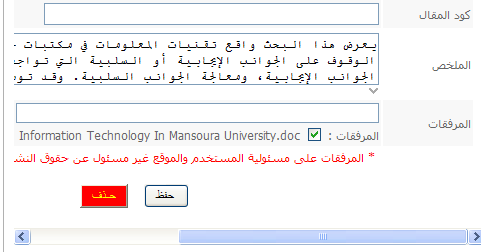 كود المقال
الملخص
يعرض هذا البحث واقع تقنيات المعلومات في مكتبات
الوقوف على الجوانب الإيجابية أو السلبية التي تواجه
الجوانب الإيجابية، ومعالجة الجوانب السلبية. وقد
المرفقات
المرفقات : Information Technology In Mansoura University.doc
* المرفقات على مسئولية المستخدم والموقع غير مسئول عن حقوق النش
حفظ حذف